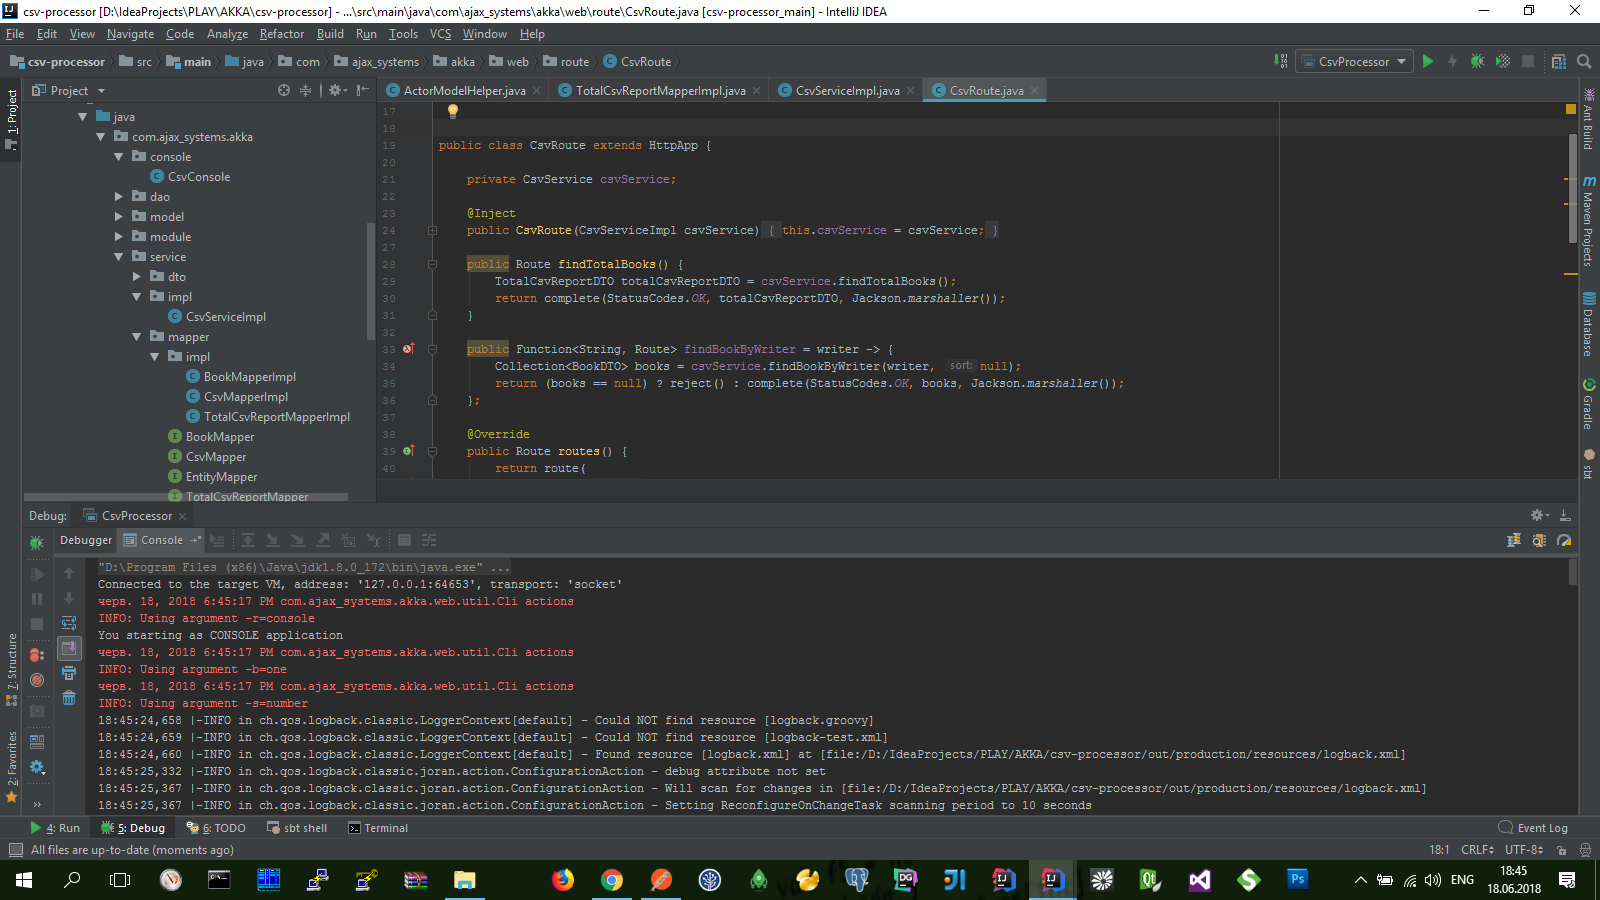 csv-processor [D:\IdeaProjects\PLAY\AKKA\csv-processor] - ...\src\main\java\com\ajax_systems\akka\web\route\CsvRoute.java [csv-processor_main] - IntelliJ IDEA
File Edit View Navigate Code Analyze Refactor Build Run Tools VCS Window Help
csv-processor src main java com ajax_systems akka web route CsvRoute CsvProcessor
Project ActorModelHelper.java TotalCsvReportMapperImpl.java CsvServiceImpl.java CsvRoute.java
1: Project
java
com.ajax_systems.akka
console
CsvConsole
dao
model
module
service
dto
impl
CsvServiceImpl
mapper
impl
BookMapperImpl
CsvMapperImpl
TotalCsvReportMapperImpl
BookMapper
CsvMapper
EntityMapper
TotalCsvReportMapper
17
18
19 public class CsvRoute extends HttpApp {
20
21 private CsvService csvService;
22
23 @Inject
24 public CsvRoute(CsvServiceImpl csvService) { this.csvService = csvService; }
27
28 public Route findTotalBooks() {
29 TotalCsvReportDTO totalCsvReportDTO = csvService.findTotalBooks();
30 return complete(StatusCodes.OK, totalCsvReportDTO, Jackson.marshaller());
31 }
32
33 public Function<String, Route> findBookByWriter = writer -> {
34 Collection<BookDTO> books = csvService.findBookByWriter(writer, sort: null);
35 return (books == null) ? reject() : complete(StatusCodes.OK, books, Jackson.marshaller());
36 };
37
38 @Override
39 public Route routes() {
40 return route(
Ant Build
m Maven Projects
Database
Gradle
sbt
Debug: CsvProcessor
Debugger Console
7: Structure
2: Favorites
"D:\Program Files (x86)\Java\jdk1.8.0_172\bin\java.exe" ...
Connected to the target VM, address: '127.0.0.1:64653', transport: 'socket'
черв. 18, 2018 6:45:17 PM com.ajax_systems.akka.web.util.Cli actions
INFO: Using argument -r=console
You starting as CONSOLE application
черв. 18, 2018 6:45:17 PM com.ajax_systems.akka.web.util.Cli actions
INFO: Using argument -b=one
черв. 18, 2018 6:45:17 PM com.ajax_systems.akka.web.util.Cli actions
INFO: Using argument -s=number
18:45:24,658 |-INFO in ch.qos.logback.classic.LoggerContext[default] - Could NOT find resource [logback.groovy]
18:45:24,659 |-INFO in ch.qos.logback.classic.LoggerContext[default] - Could NOT find resource [logback-test.xml]
18:45:24,660 |-INFO in ch.qos.logback.classic.LoggerContext[default] - Found resource [logback.xml] at [file:/D:/IdeaProjects/PLAY/AKKA/csv-processor/out/production/resources/logback.xml]
18:45:25,332 |-INFO in ch.qos.logback.classic.joran.action.ConfigurationAction - debug attribute not set
18:45:25,367 |-INFO in ch.qos.logback.classic.joran.action.ConfigurationAction - Will scan for changes in [file:/D:/IdeaProjects/PLAY/AKKA/csv-processor/out/production/resources/logback.xml]
18:45:25,367 |-INFO in ch.qos.logback.classic.joran.action.ConfigurationAction - Setting ReconfigureOnChangeTask scanning period to 10 seconds
4: Run 5: Debug 6: TODO sbt shell Terminal Event Log
All files are up-to-date (moments ago) 18:1 CRLF UTF-8
ENG 18:45
18.06.2018